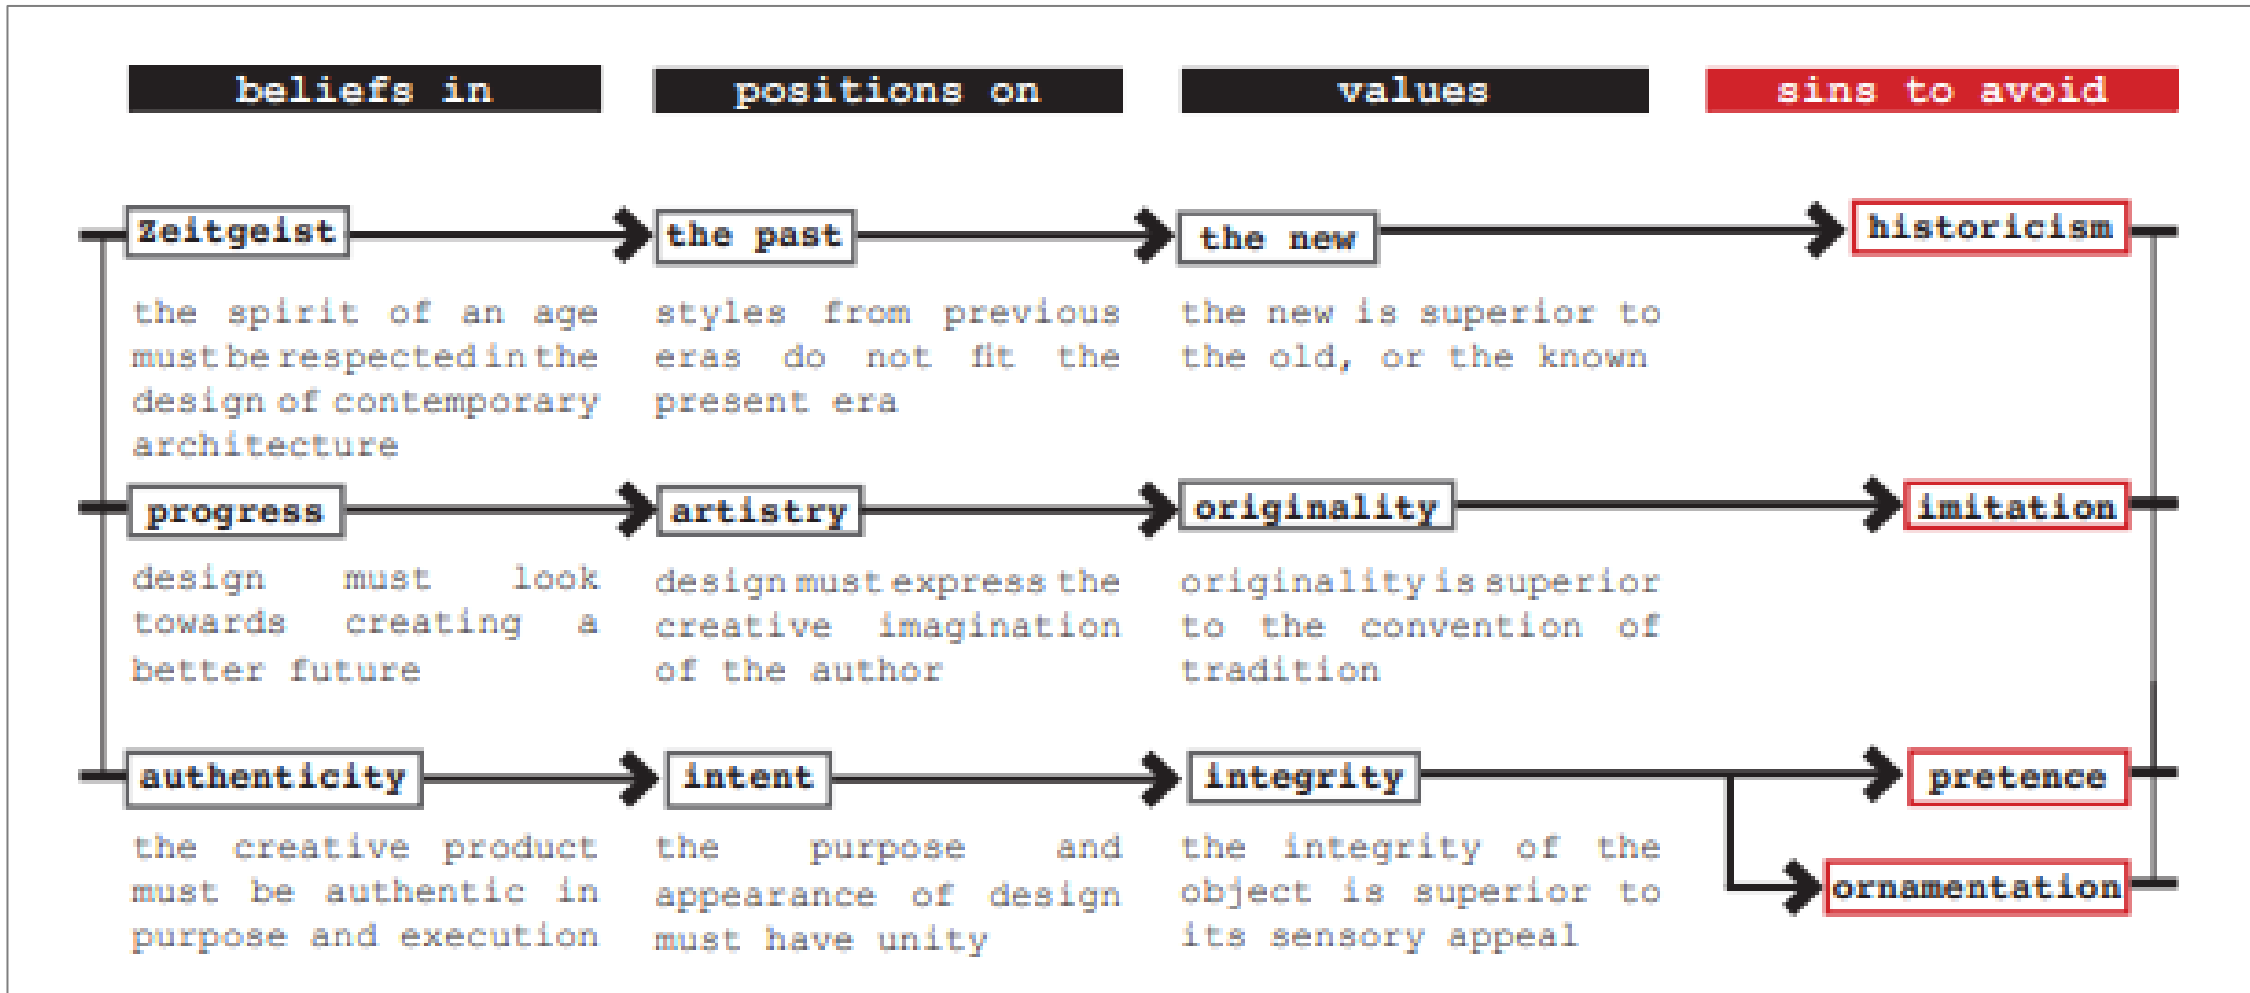 beliefs in
positions on
values
sins to avoid
Zeitgeist
the past
the new
historicism
the spirit of an age
must be respected in the
design of contemporary
architecture
styles from previous
eras do not fit the
present era
the new is superior to
the old, or the known
progress
artistry
originality
imitation
design must look
towards creating a
better future
design must express the
creative imagination
of the author
originality is superior
to the convention of
tradition
authenticity
intent
integrity
pretence
ornamentation
the creative product
must be authentic in
purpose and execution
the purpose and
appearance of design
must have unity
the integrity of the
object is superior to
its sensory appeal